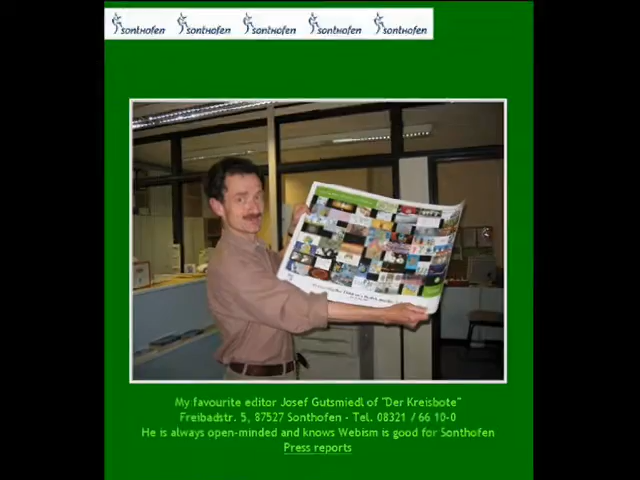 sonthofen sonthofen sonthofen sonthofen sonthofen
My favourite editor Josef Gutsmiedl of "Der Kreisbote"
Freibadstr. 5, 87527 Sonthofen - Tel. 08321 / 66 10-0
He is always open-minded and knows Webism is good for Sonthofen
Press reports